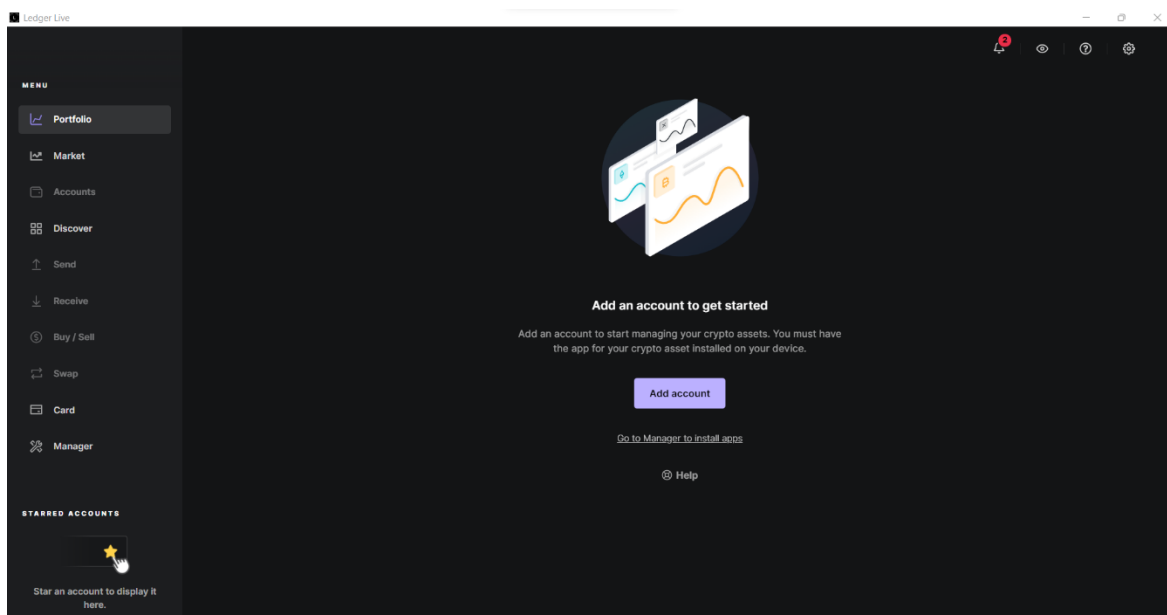 Ledger Live
2
MENU
Portfolio
Market
Accounts
Discover
Send
Receive
Buy / Sell
Swap
Card
Manager
STARRED ACCOUNTS
Star an account to display it
here.
Add an account to get started
Add an account to start managing your crypto assets. You must have
the app for your crypto asset installed on your device.
Add account
Go to Manager to install apps
Help